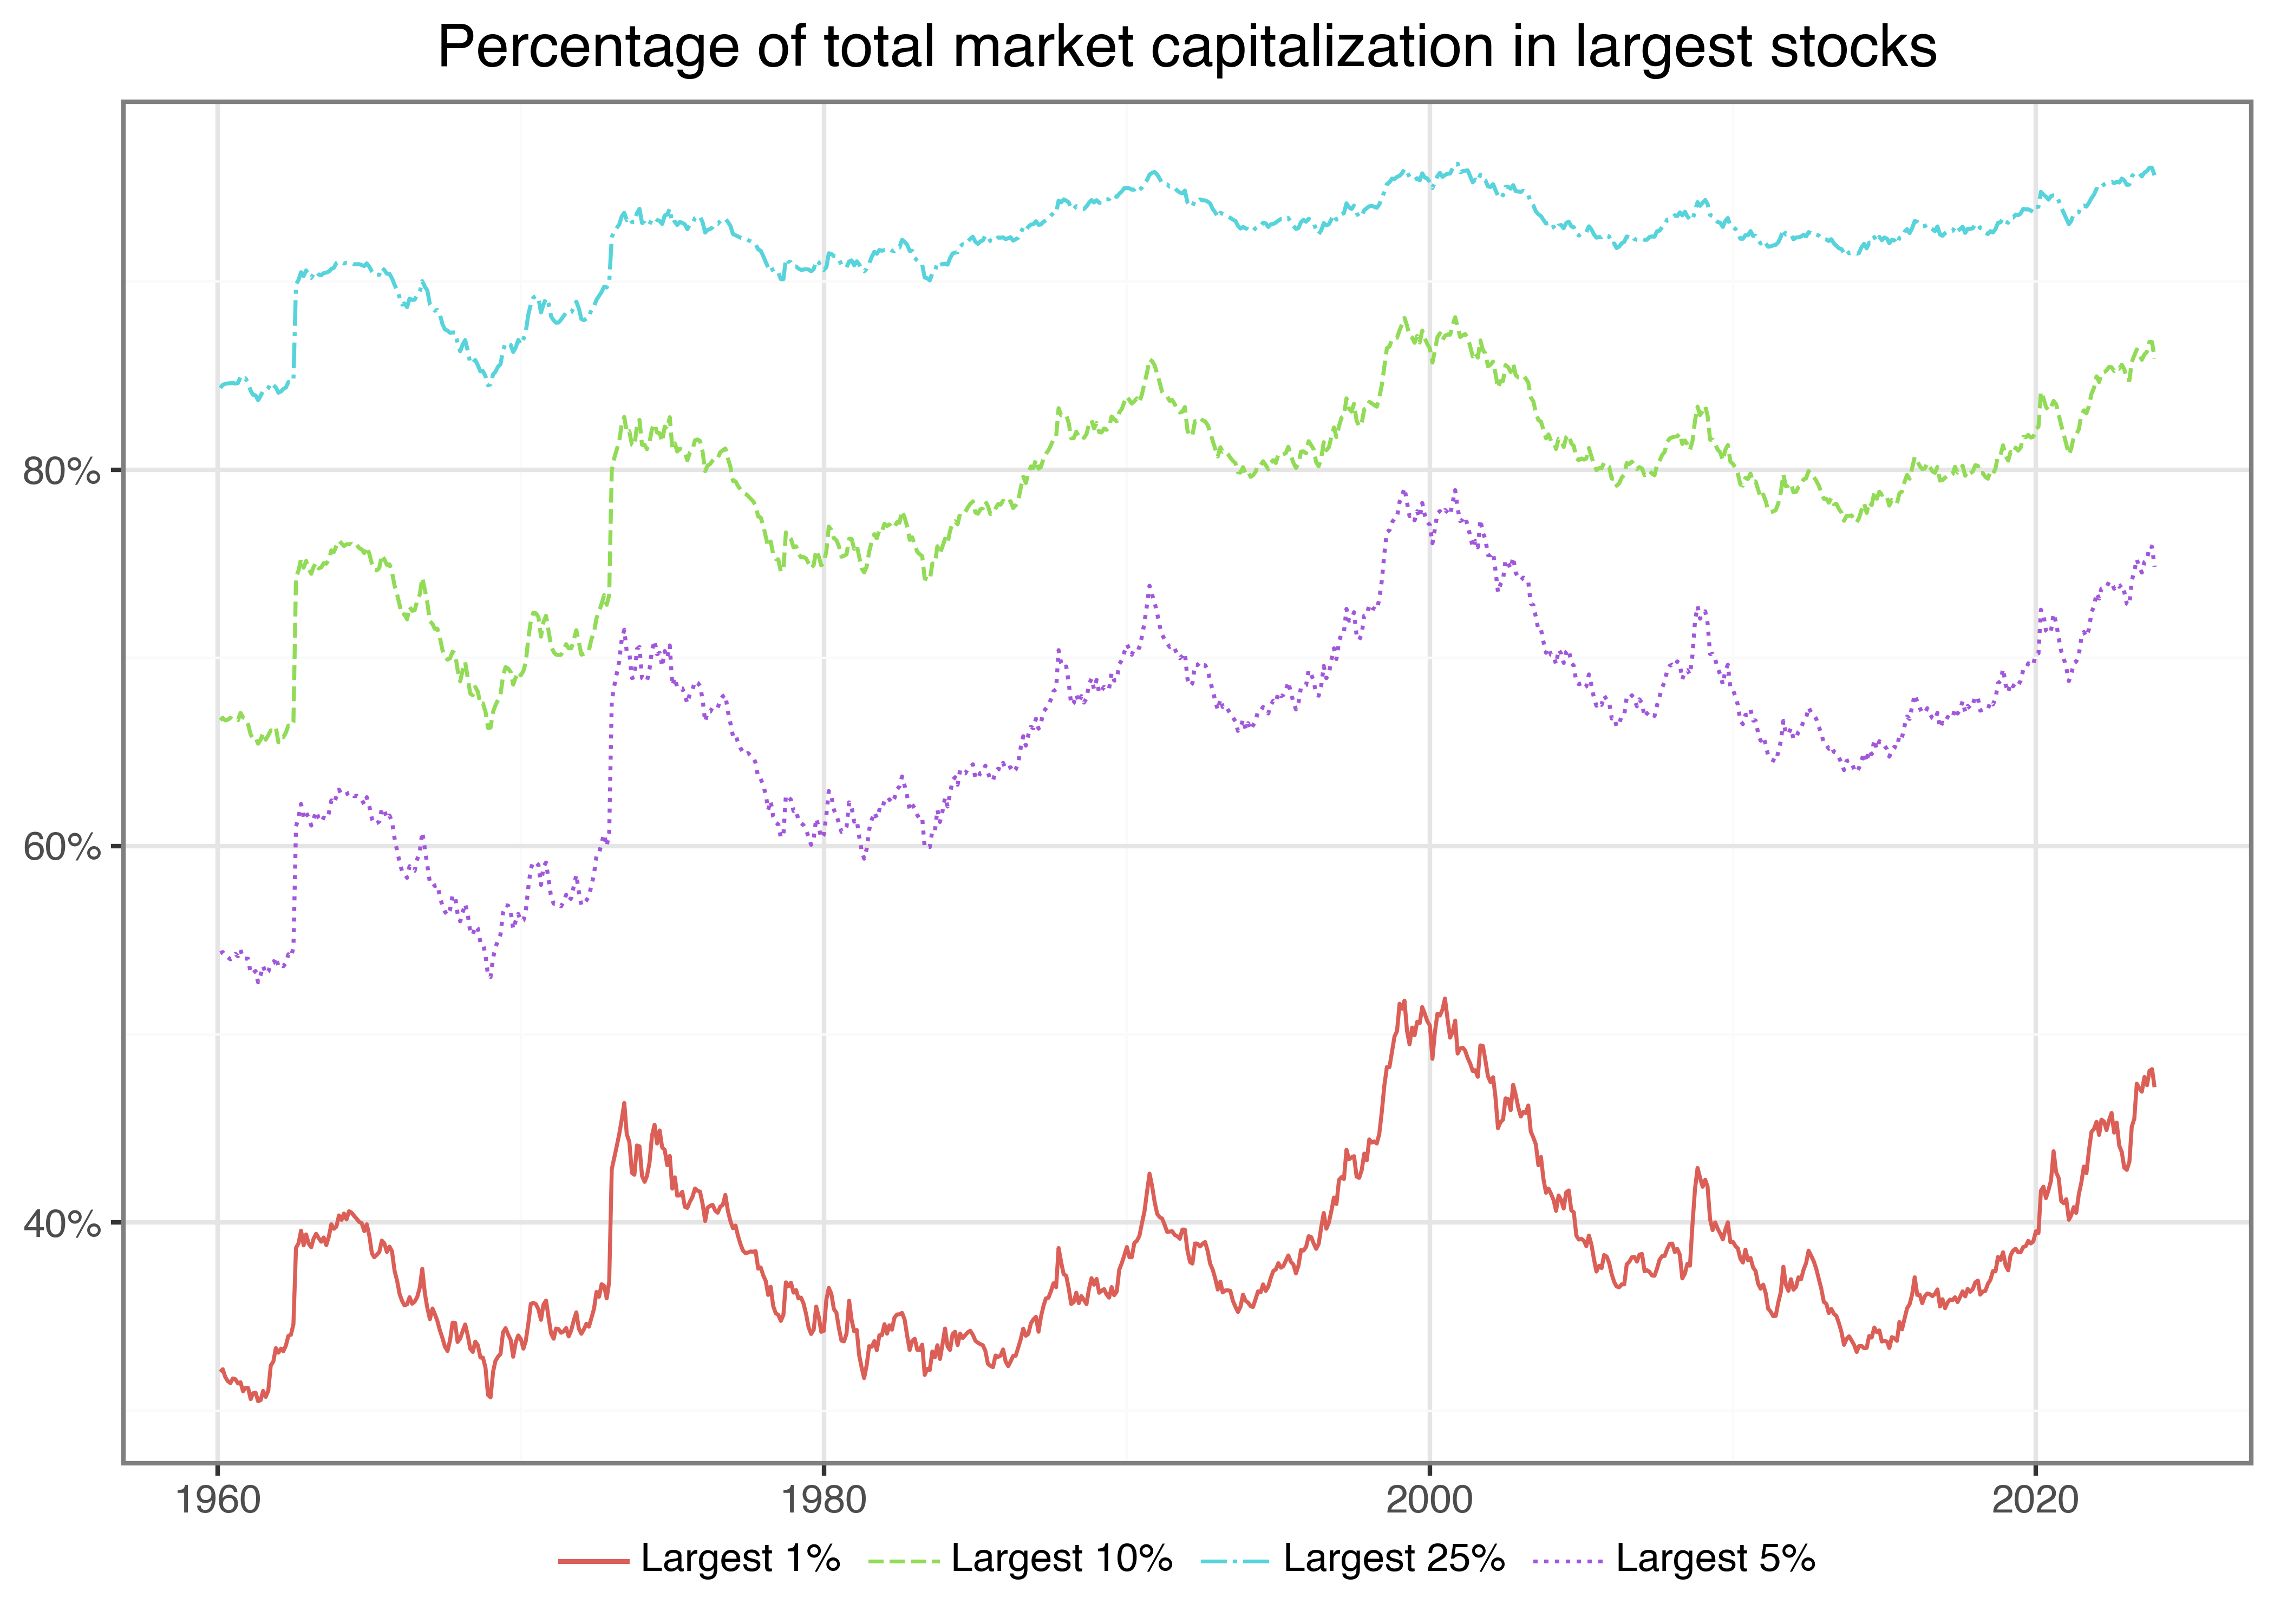 Percentage of total market capitalization in largest stocks
80%
60%
40%
1960 1980 2000 2020
Largest 1% Largest 10% Largest 25% Largest 5%